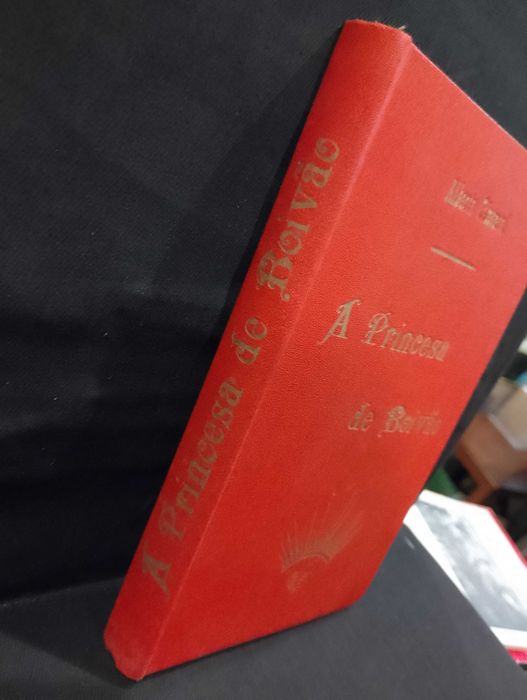 A Princesa de Boivão
A Princesa
de Boivão